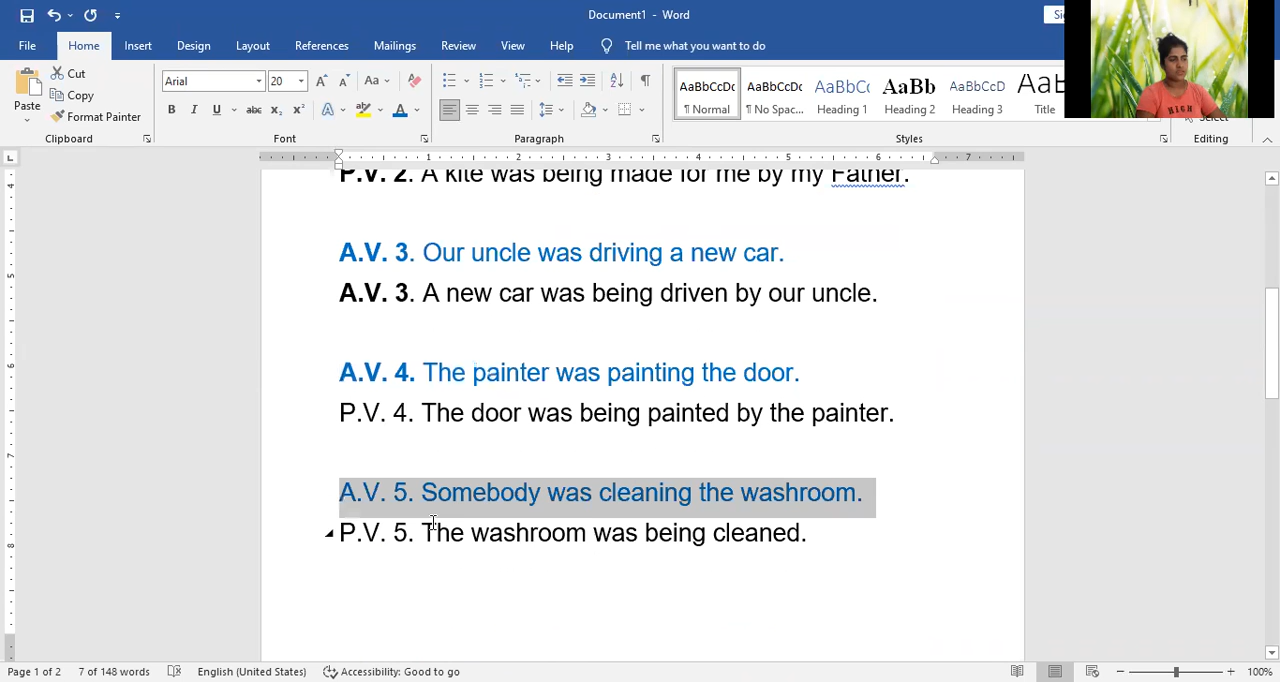 Document1 - Word
File Home Insert Design Layout References Mailings Review View Help Tell me what you want to do
Paste
Cut
Copy
Format Painter
Clipboard
Arial 20
Font
Paragraph
AaBbCcDc AaBbCcDc AaBbC AaBb AaBbCcD
¶ Normal ¶ No Spac... Heading 1 Heading 2 Heading 3 Title
Styles
Select
Editing
HIGH
P.V. 2. A kite was being made for me by my Father.
A.V. 3. Our uncle was driving a new car.
A.V. 3. A new car was being driven by our uncle.
A.V. 4. The painter was painting the door.
P.V. 4. The door was being painted by the painter.
A.V. 5. Somebody was cleaning the washroom.
P.V. 5. The washroom was being cleaned.
Page 1 of 2 7 of 148 words English (United States) Accessibility: Good to go 100%